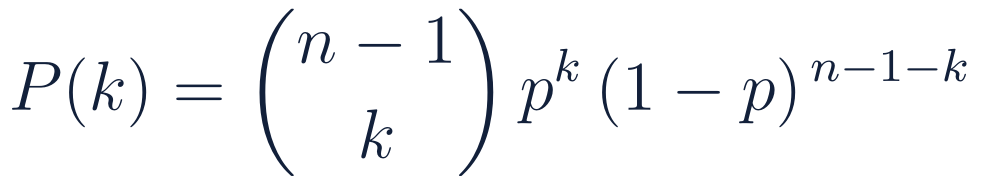 P(k) = \binom{n-1}{k} p^k (1-p)^{n-1-k}